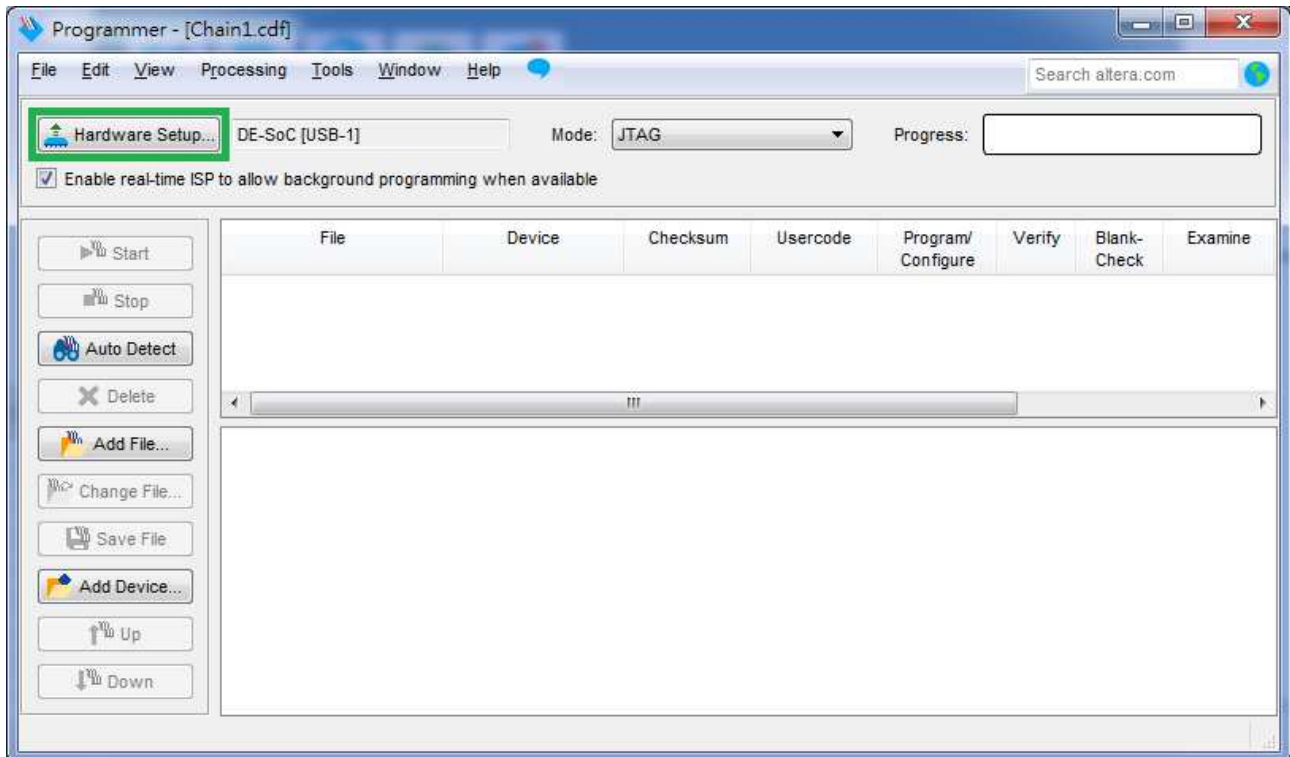 Programmer - [Chain1.cdf]
File Edit View Processing Tools Window Help Search altera.com
Hardware Setup... DE-SoC [USB-1] Mode: JTAG Progress:
Enable real-time ISP to allow background programming when available
File Device Checksum Usercode Program/ Configure Verify Blank- Check Examine
Start
Stop
Auto Detect
Delete
Add File...
Change File...
Save File
Add Device...
Up
Down